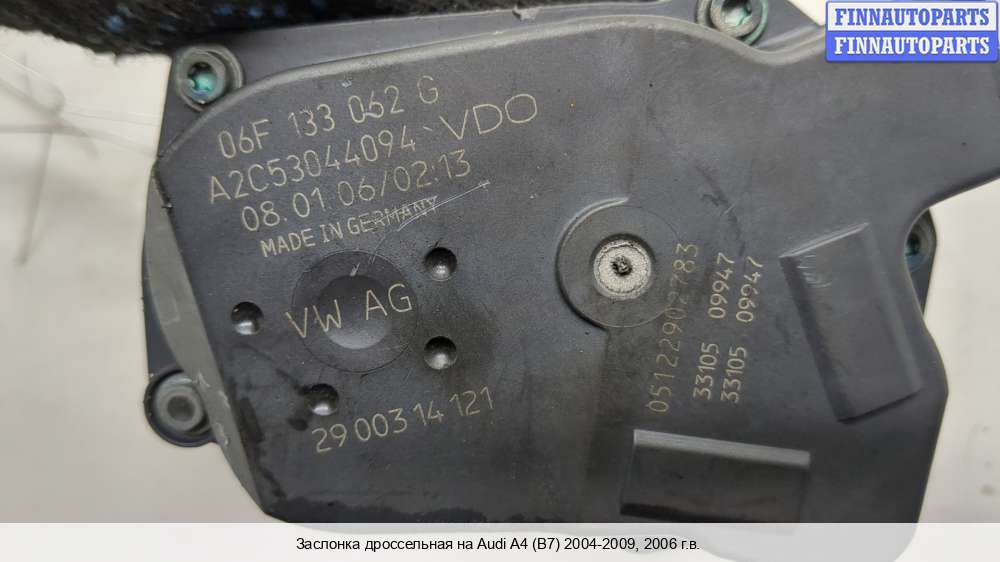 FINNAUTOPARTS
FINNAUTOPARTS
06F 133 062 G
A2C53044094 VDO
08.01.06/02:13
MADE IN GERMANY
VW AG
29 003 14 121
05122902783
33105 09947
33105 09947
Заслонка дроссельная на Audi A4 (B7) 2004-2009, 2006 г.в.